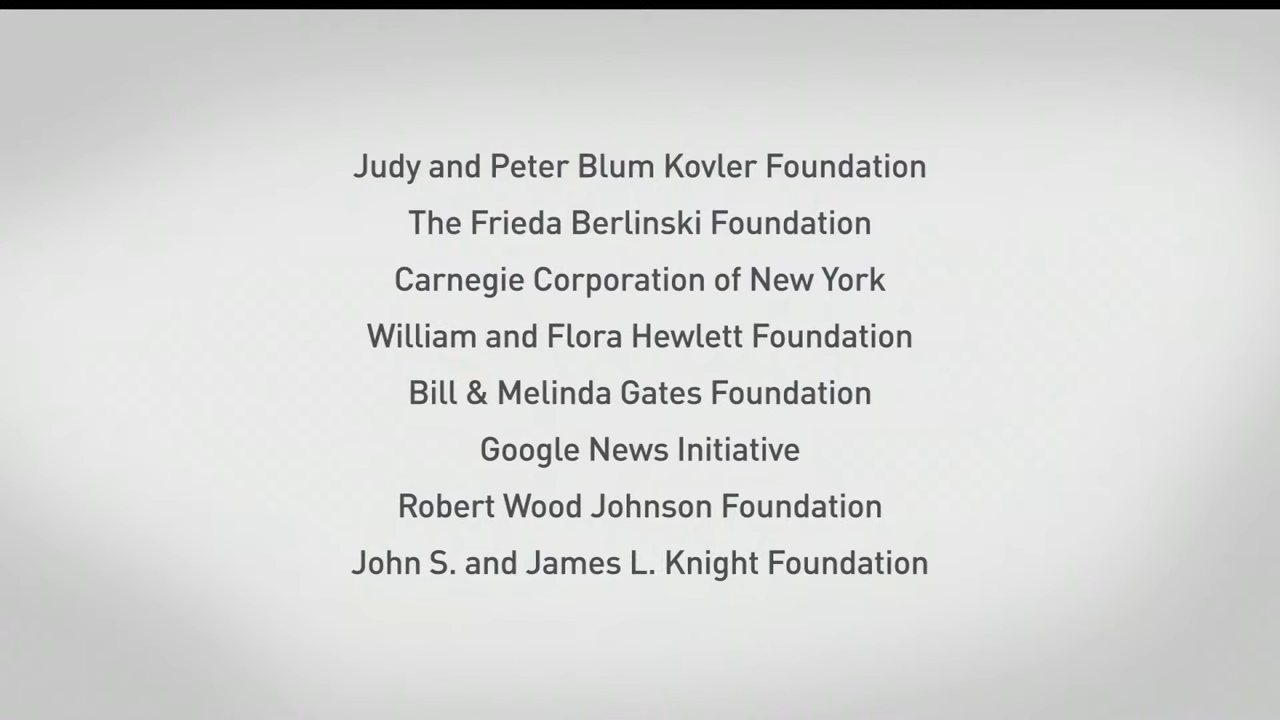 Judy and Peter Blum Kovler Foundation
The Frieda Berlinski Foundation
Carnegie Corporation of New York
William and Flora Hewlett Foundation
Bill & Melinda Gates Foundation
Google News Initiative
Robert Wood Johnson Foundation
John S. and James L. Knight Foundation